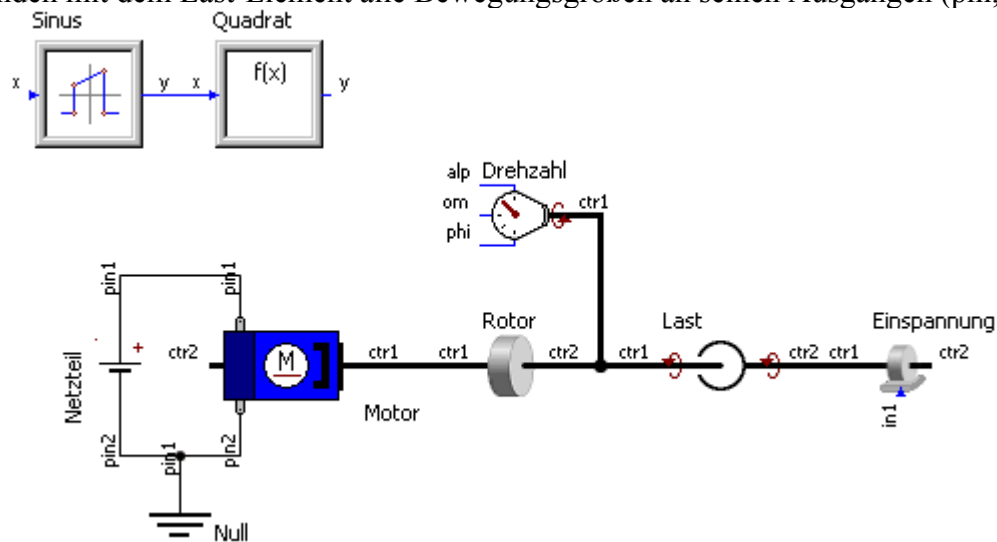 Sinus Quadrat
f(x)
x y x y
alp Drehzahl
om ctr1
phi
pin1 pin1
Rotor Last Einspannung
ctr2 M ctr1 ctr1 ctr2 ctr1 ctr2 ctr1 ctr2
Netzteil
Motor
in1
pin2 pin1 pin2
Null